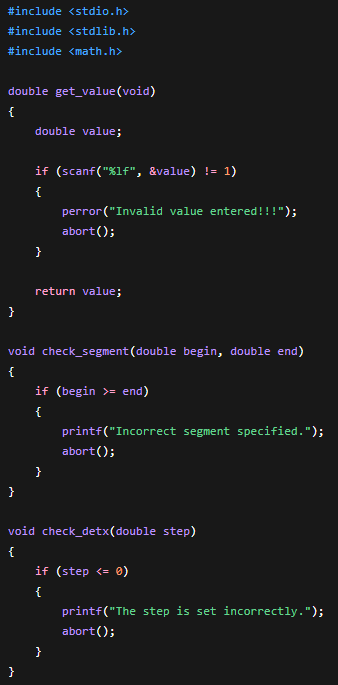 #include <stdio.h>
#include <stdlib.h>
#include <math.h>

double get_value(void)
{
    double value;

    if (scanf("%lf", &value) != 1)
    {
        perror("Invalid value entered!!!");
        abort();
    }

    return value;
}

void check_segment(double begin, double end)
{
    if (begin >= end)
    {
        printf("Incorrect segment specified.");
        abort();
    }
}

void check_detx(double step)
{
    if (step <= 0)
    {
        printf("The step is set incorrectly.");
        abort();
    }
}